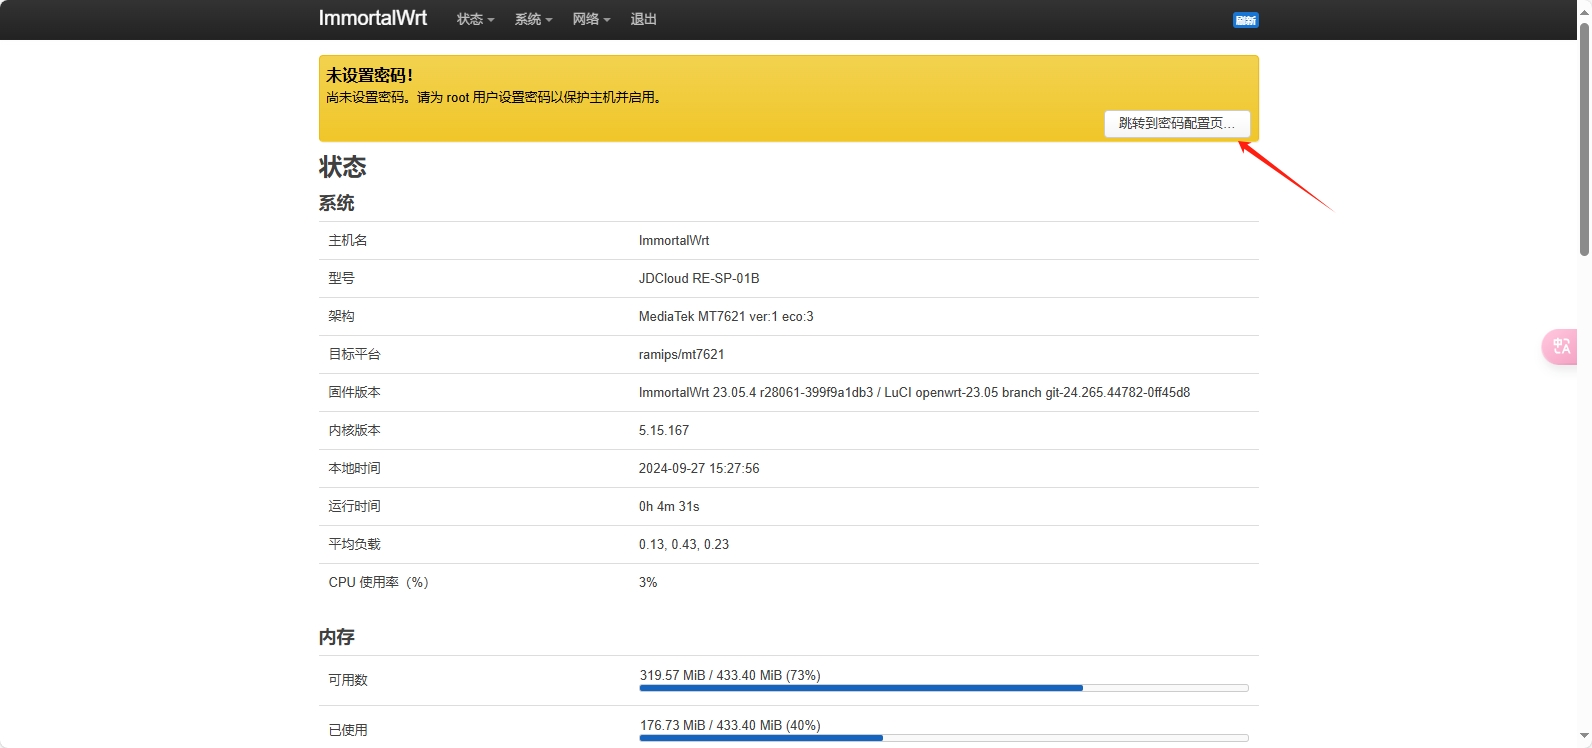 ImmortalWrt 状态 系统 网络 退出 刷新
未设置密码！
尚未设置密码。请为 root 用户设置密码以保护主机并启用。
跳转到密码配置页...
状态
系统
主机名 ImmortalWrt
型号 JDCloud RE-SP-01B
架构 MediaTek MT7621 ver:1 eco:3
目标平台 ramips/mt7621
固件版本 ImmortalWrt 23.05.4 r28061-399f9a1db3 / LuCI openwrt-23.05 branch git-24.265.44782-0ff45d8
内核版本 5.15.167
本地时间 2024-09-27 15:27:56
运行时间 0h 4m 31s
平均负载 0.13, 0.43, 0.23
CPU 使用率（%） 3%
内存
可用数 319.57 MiB / 433.40 MiB (73%)
已使用 176.73 MiB / 433.40 MiB (40%)